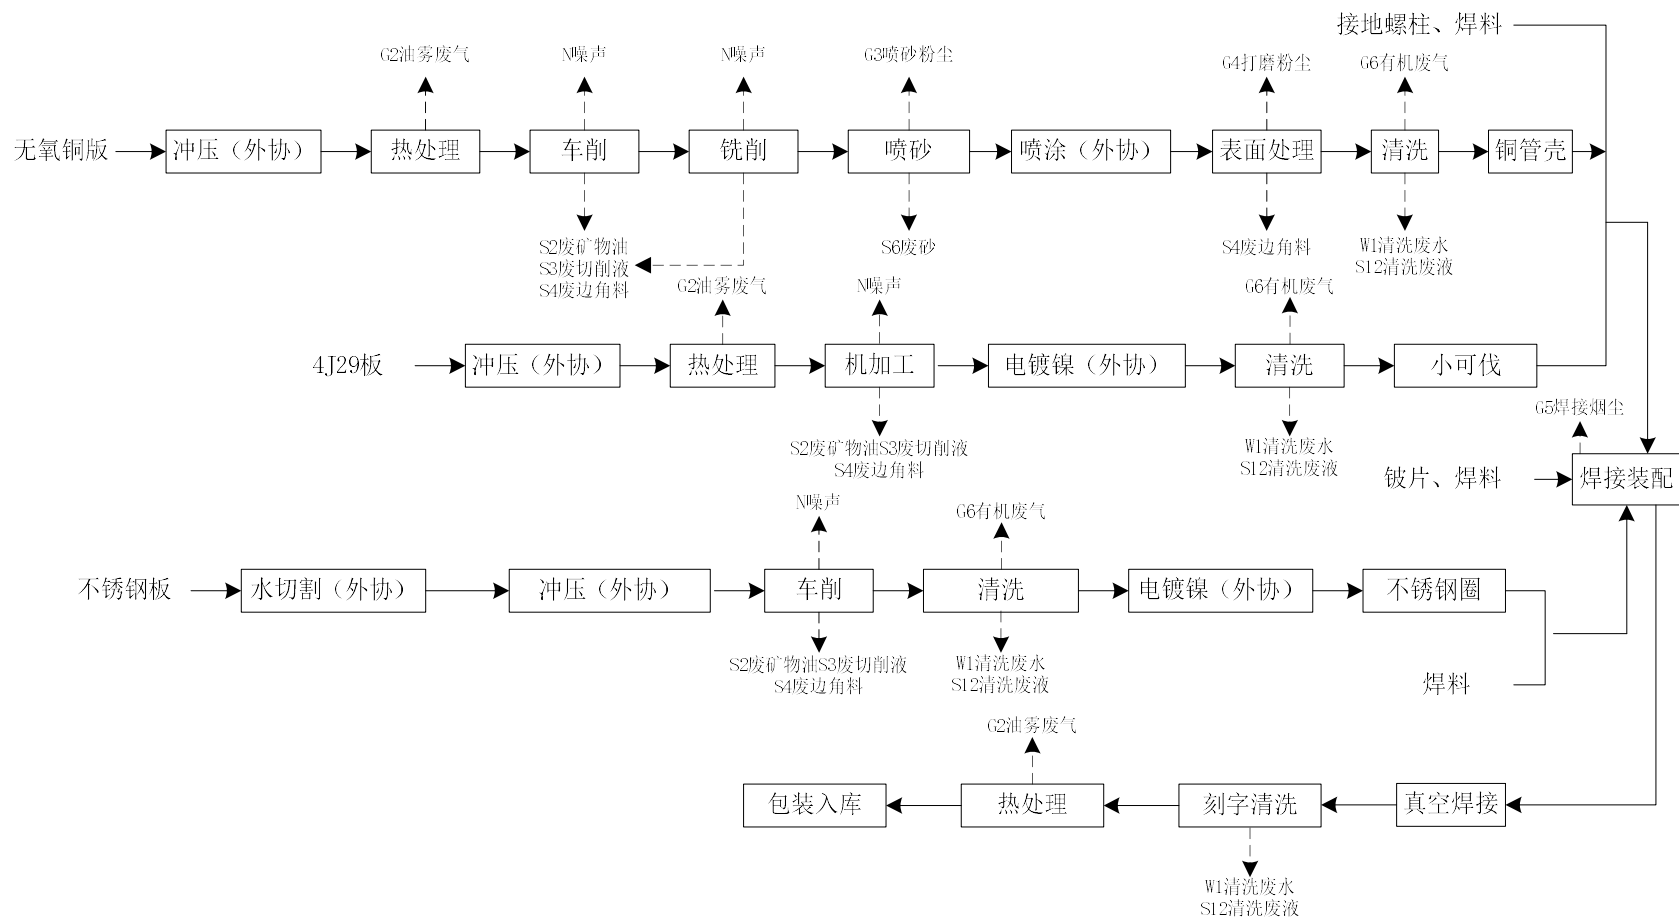 接地螺柱、焊料
G2油雾废气
N噪声
N噪声
G3喷砂粉尘
G4打磨粉尘
G6有机废气
无氧铜版
冲压（外协）
热处理
车削
铣削
喷砂
喷涂（外协）
表面处理
清洗
铜管壳
S2废矿物油
S3废切削液
S4废边角料
S6废砂
S4废边角料
W1清洗废水
S12清洗废液
G2油雾废气
N噪声
G6有机废气
4J29板
冲压（外协）
热处理
机加工
电镀镍（外协）
清洗
小可伐
S2废矿物油S3废切削液
S4废边角料
W1清洗废水
S12清洗废液
G5焊接烟尘
铍片、焊料
焊接装配
N噪声
G6有机废气
不锈钢板
水切割（外协）
冲压（外协）
车削
清洗
电镀镍（外协）
不锈钢圈
S2废矿物油S3废切削液
S4废边角料
W1清洗废水
S12清洗废液
焊料
G2油雾废气
包装入库
热处理
刻字清洗
真空焊接
W1清洗废水
S12清洗废液